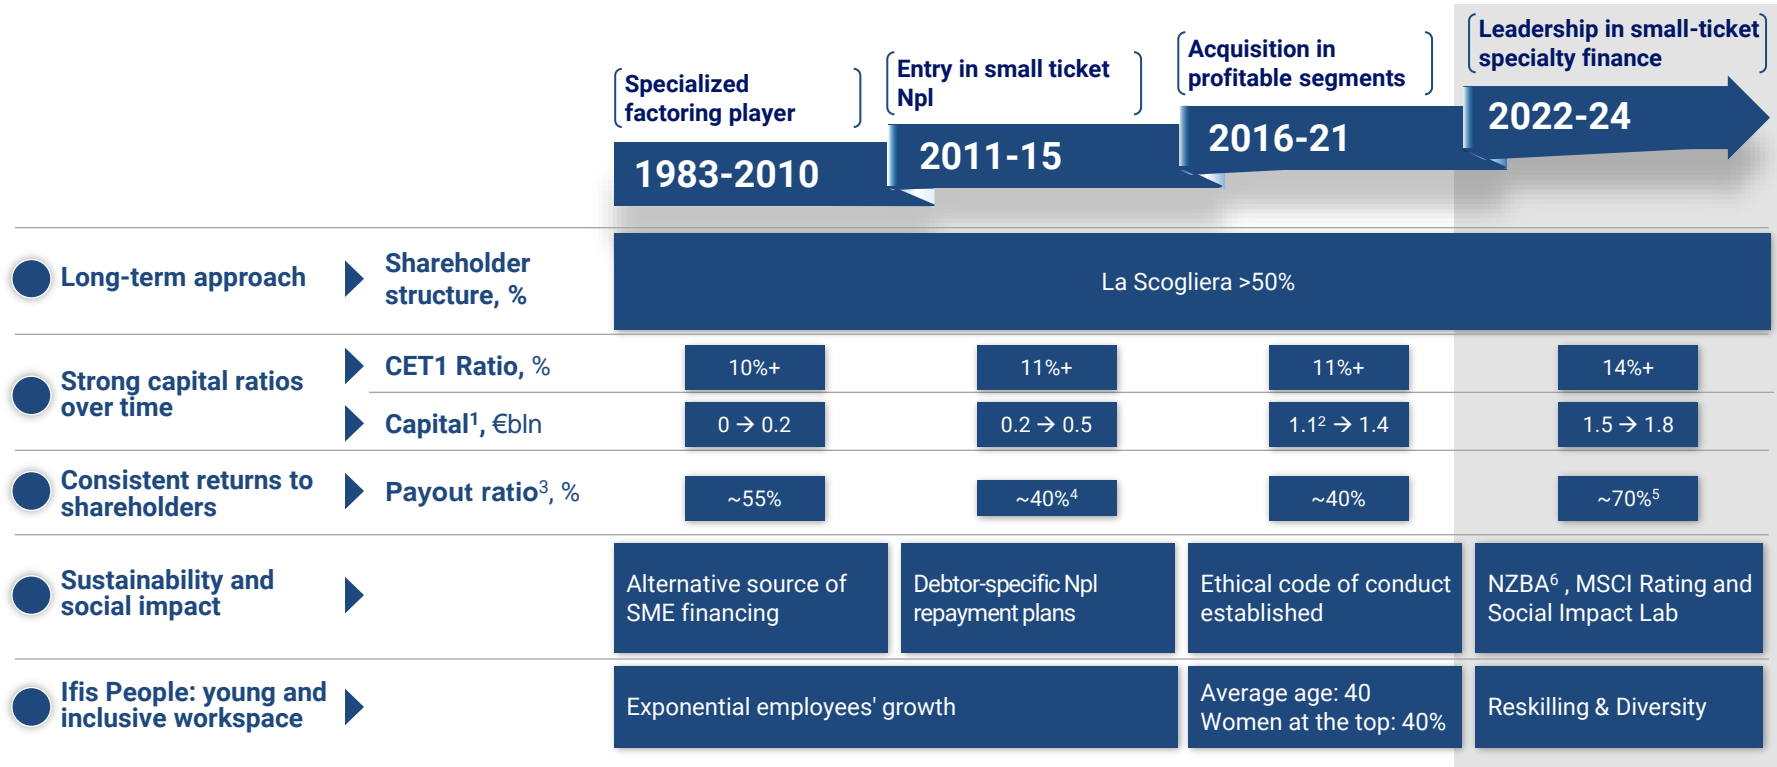 Specialized
factoring player
Entry in small ticket
Npl
Acquisition in
profitable segments
Leadership in small-ticket
specialty finance
1983-2010
2011-15
2016-21
2022-24
Long-term approach
Shareholder
structure, %
La Scogliera >50%
Strong capital ratios
over time
CET1 Ratio, %
10%+
11%+
11%+
14%+
Capital¹, €bln
0 → 0.2
0.2 → 0.5
1.1² → 1.4
1.5 → 1.8
Consistent returns to
shareholders
Payout ratio³, %
~55%
~40%⁴
~40%
~70%⁵
Sustainability and
social impact
Alternative source of
SME financing
Debtor-specific Npl
repayment plans
Ethical code of conduct
established
NZBA⁶ , MSCI Rating and
Social Impact Lab
Ifis People: young and
inclusive workspace
Exponential employees' growth
Average age: 40
Women at the top: 40%
Reskilling & Diversity